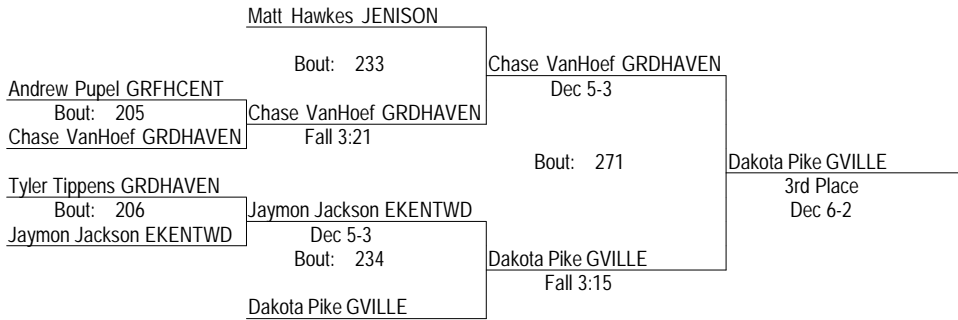 Matt Hawkes JENISON
Bout: 233
Chase VanHoef GRDHAVEN
Dec 5-3
Andrew Pupel GRFHCENT
Bout: 205
Chase VanHoef GRDHAVEN
Chase VanHoef GRDHAVEN
Fall 3:21
Bout: 271
Dakota Pike GVILLE
3rd Place
Dec 6-2
Tyler Tippens GRDHAVEN
Bout: 206
Jaymon Jackson EKENTWD
Jaymon Jackson EKENTWD
Dec 5-3
Bout: 234
Dakota Pike GVILLE
Fall 3:15
Dakota Pike GVILLE